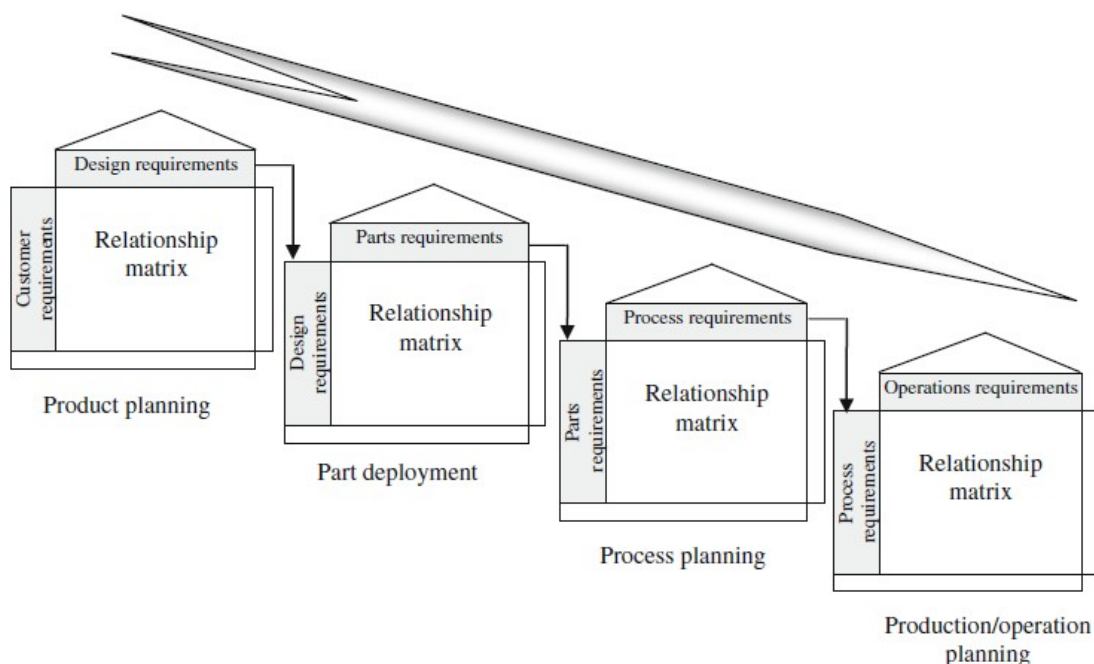 Design requirements
Customer
requirements
Relationship
matrix
Product planning
Parts requirements
Design
requirements
Relationship
matrix
Part deployment
Process requirements
Parts
requirements
Relationship
matrix
Process planning
Operations requirements
Process
requirements
Relationship
matrix
Production/operation
planning